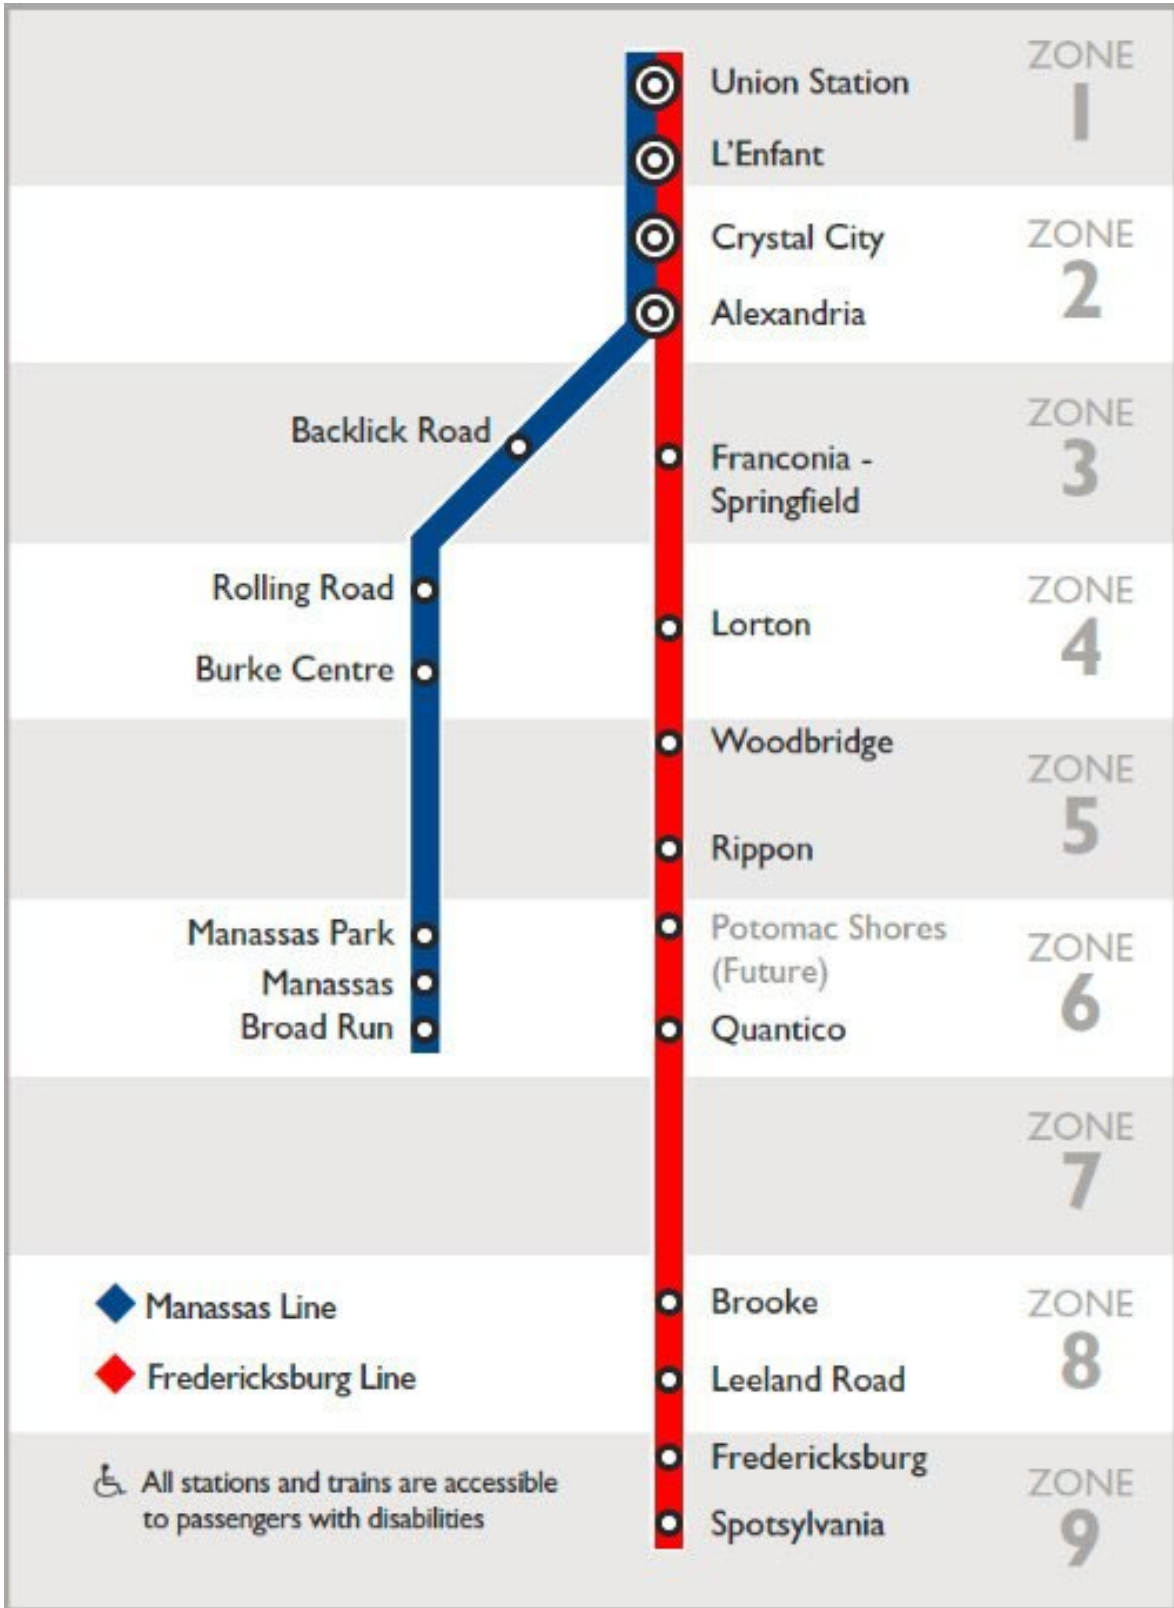 Union Station
ZONE
1
L'Enfant
Crystal City
ZONE
2
Alexandria
Backlick Road
Franconia -
Springfield
ZONE
3
Rolling Road
Lorton
ZONE
4
Burke Centre
Woodbridge
ZONE
5
Rippon
Manassas Park
Potomac Shores
(Future)
ZONE
6
Manassas
Broad Run
Quantico
ZONE
7
Manassas Line
Brooke
ZONE
8
Fredericksburg Line
Leeland Road
Fredericksburg
ZONE
9
All stations and trains are accessible
to passengers with disabilities
Spotsylvania